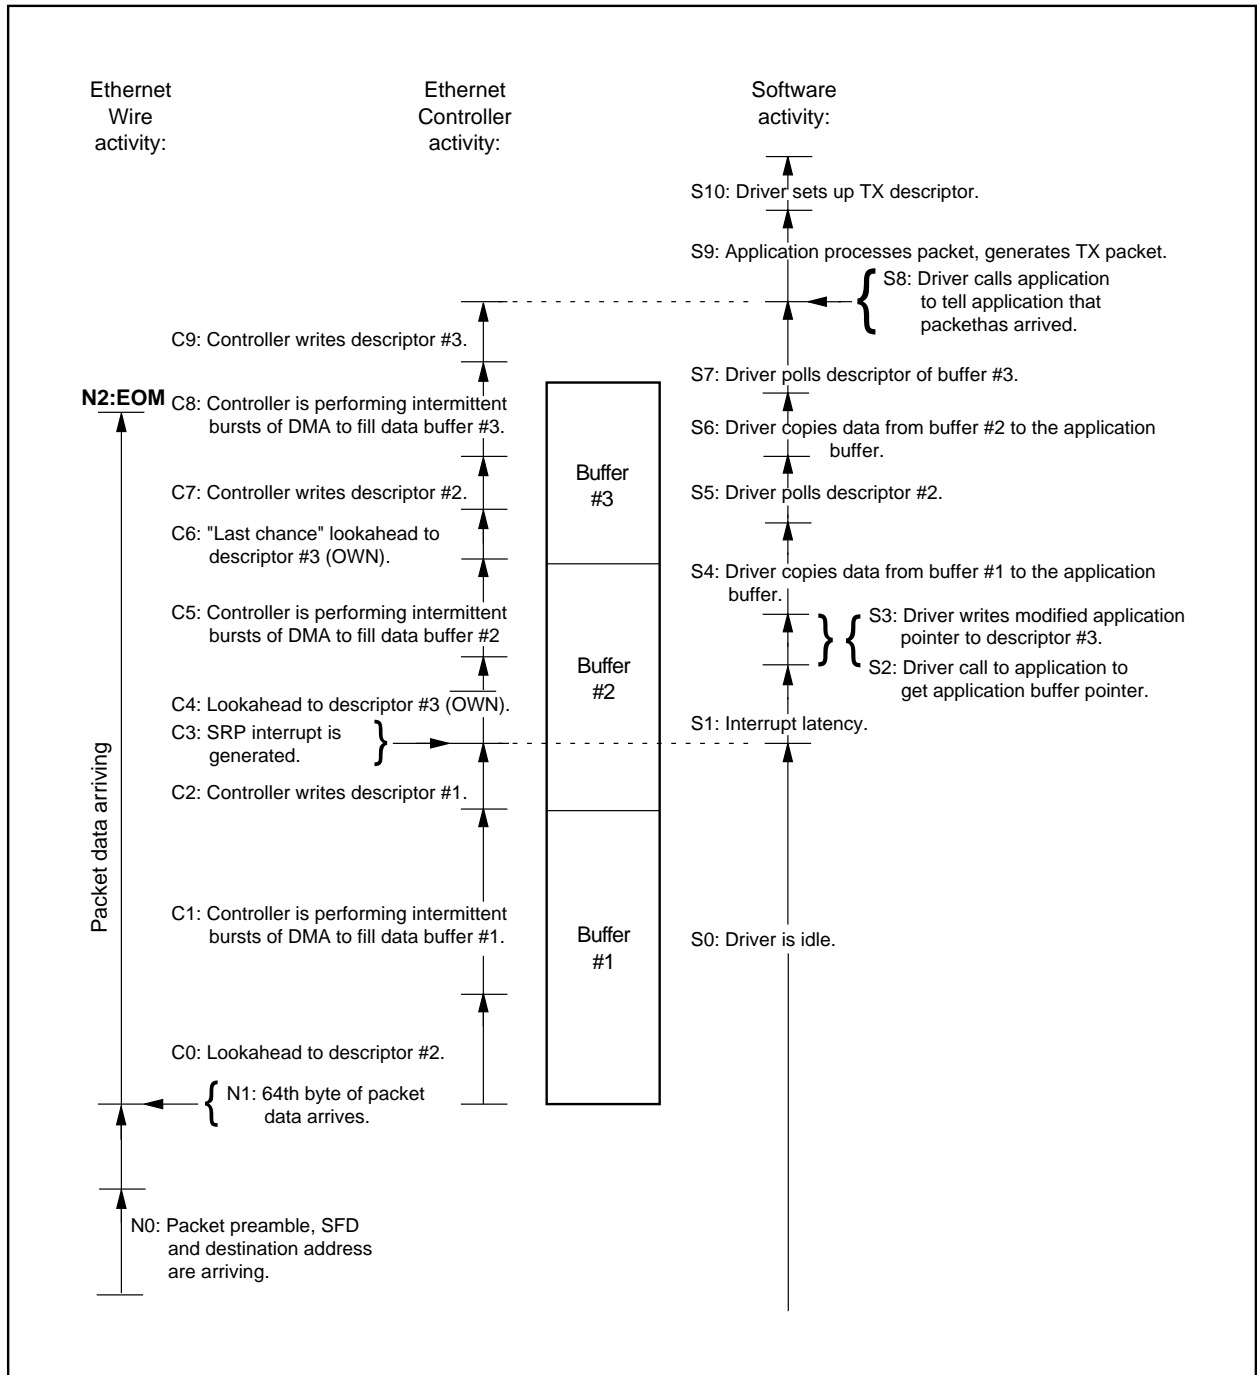 Ethernet
Wire
activity:
Ethernet
Controller
activity:
Software
activity:
S10: Driver sets up TX descriptor.
S9: Application processes packet, generates TX packet.
S8: Driver calls application
to tell application that
packethas arrived.
C9: Controller writes descriptor #3.
S7: Driver polls descriptor of buffer #3.
N2:EOM
C8: Controller is performing intermittent
bursts of DMA to fill data buffer #3.
S6: Driver copies data from buffer #2 to the application
buffer.
Buffer
#3
C7: Controller writes descriptor #2.
S5: Driver polls descriptor #2.
C6: "Last chance" lookahead to
descriptor #3 (OWN).
S4: Driver copies data from buffer #1 to the application
buffer.
C5: Controller is performing intermittent
bursts of DMA to fill data buffer #2
S3: Driver writes modified application
pointer to descriptor #3.
Buffer
#2
S2: Driver call to application to
get application buffer pointer.
C4: Lookahead to descriptor #3 (OWN).
S1: Interrupt latency.
C3: SRP interrupt is
generated.
C2: Controller writes descriptor #1.
Packet data arriving
C1: Controller is performing intermittent
bursts of DMA to fill data buffer #1.
Buffer
#1
S0: Driver is idle.
C0: Lookahead to descriptor #2.
N1: 64th byte of packet
data arrives.
N0: Packet preamble, SFD
and destination address
are arriving.